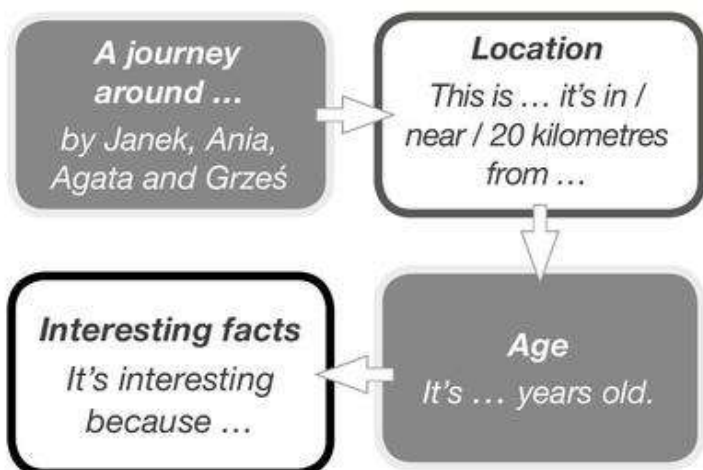 A journey
around ...
by Janek, Ania,
Agata and Grześ
Location
This is ... it's in /
near / 20 kilometres
from ...
Age
It's ... years old.
Interesting facts
It's interesting
because ...